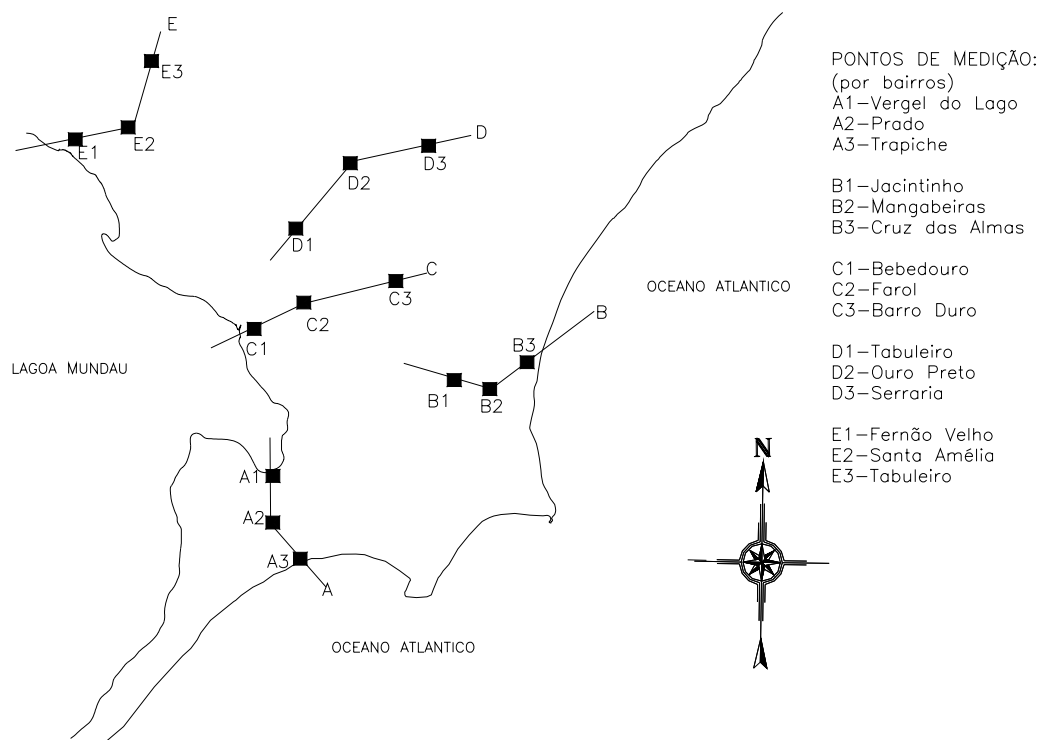 E
E3
E1
E2
D
D2
D3
D1
C
C3
C2
C1
OCEANO ATLANTICO
B
B3
B1
B2
LAGOA MUNDAU
A1
A2
A3
A
OCEANO ATLANTICO
N
PONTOS DE MEDIÇÃO:
(por bairros)
A1-Vergel do Lago
A2-Prado
A3-Trapiche
B1-Jacintinho
B2-Mangabeiras
B3-Cruz das Almas
C1-Bebedouro
C2-Farol
C3-Barro Duro
D1-Tabuleiro
D2-Ouro Preto
D3-Serraria
E1-Fernão Velho
E2-Santa Amélia
E3-Tabuleiro